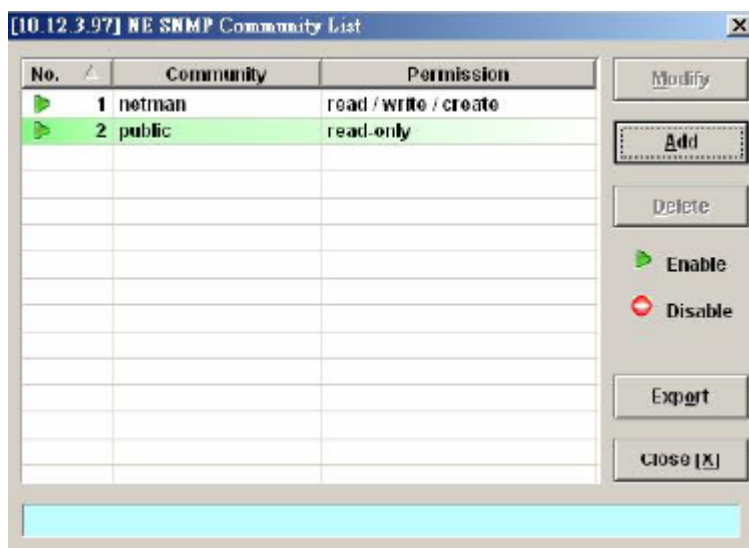 [10.12.3.97] NE SNMP Community List
No. Community Permission
1 netman read / write / create
2 public read-only
Modify
Add
Delete
Enable
Disable
Export
Close [X]